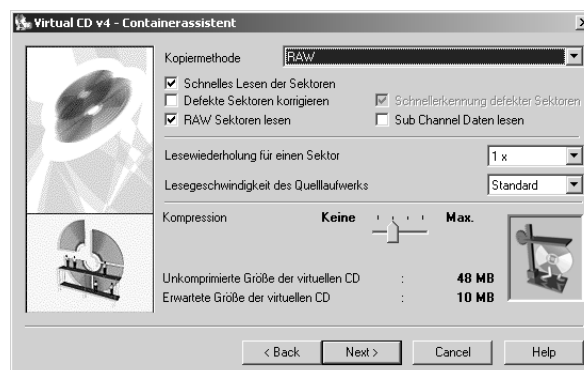 Virtual CD v4 - Containerassistent
Kopiermethode RAW
Schnelles Lesen der Sektoren
Defekte Sektoren korrigieren Schnellerkennung defekter Sektoren
RAW Sektoren lesen Sub Channel Daten lesen
Lesewiederholung für einen Sektor 1 x
Lesegeschwindigkeit des Quelllaufwerks Standard
Kompression Keine Max.
Unkomprimierte Größe der virtuellen CD : 48 MB
Erwartete Größe der virtuellen CD : 10 MB
< Back Next > Cancel Help